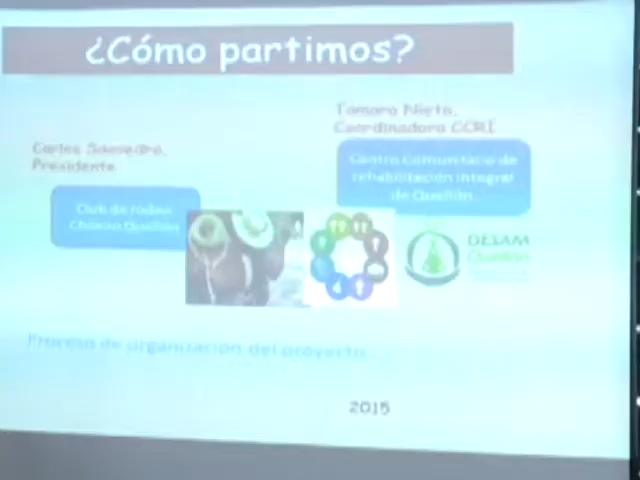 ¿Cómo partimos?
Tamara Nieto,
Coordinadora CCRI
Carlos Saavedra,
Presidente
Centro Comunitario de
rehabilitación integral
de Quellón.
Club de rodeo
Chileno Quellón
DESAM
Quellón
Proceso de organización del proyecto.
2015